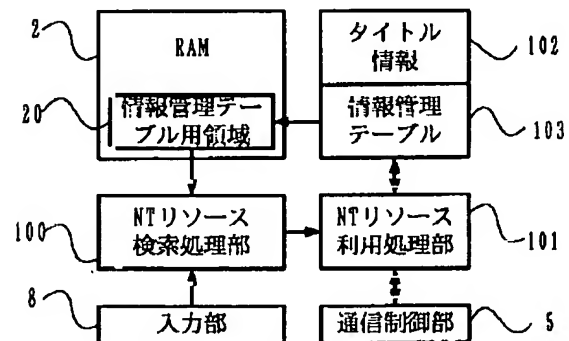 2
RAM
タイトル
情報
102
20
情報管理テー
ブル用領域
情報管理
テーブル
103
100
NTリソース
検索処理部
NTリソース
利用処理部
101
8
入力部
通信制御部
5